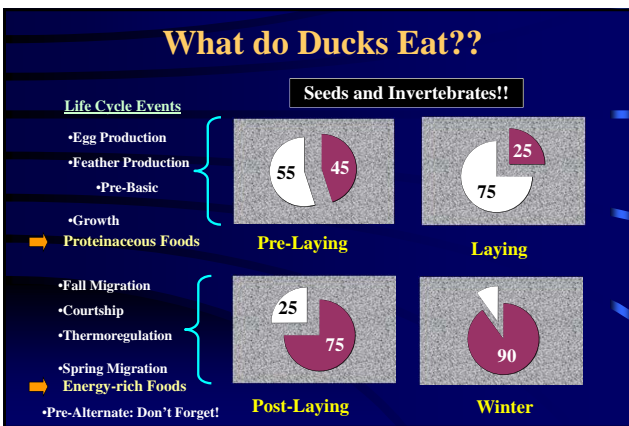 What do Ducks Eat??
Seeds and Invertebrates!!
Life Cycle Events
•Egg Production
•Feather Production
•Pre-Basic
•Growth
Proteinaceous Foods
55
45
Pre-Laying
25
75
Laying
•Fall Migration
•Courtship
•Thermoregulation
•Spring Migration
Energy-rich Foods
•Pre-Alternate: Don't Forget!
25
75
Post-Laying
90
Winter